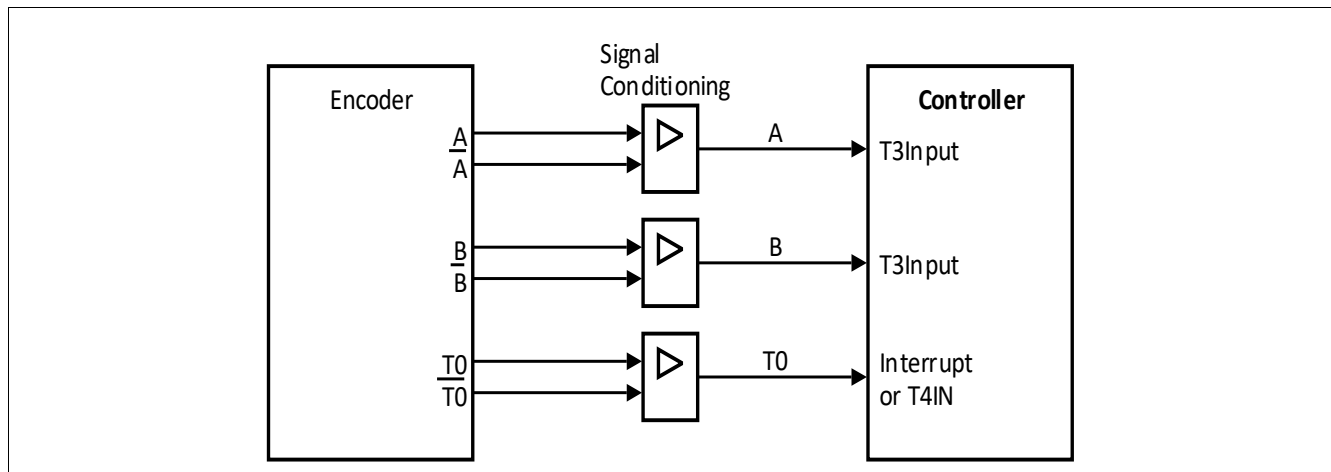 Signal
Conditioning
Encoder
Controller
A
A
A
T3Input
B
B
B
T3Input
T0
T0
T0
Interrupt
or T4IN